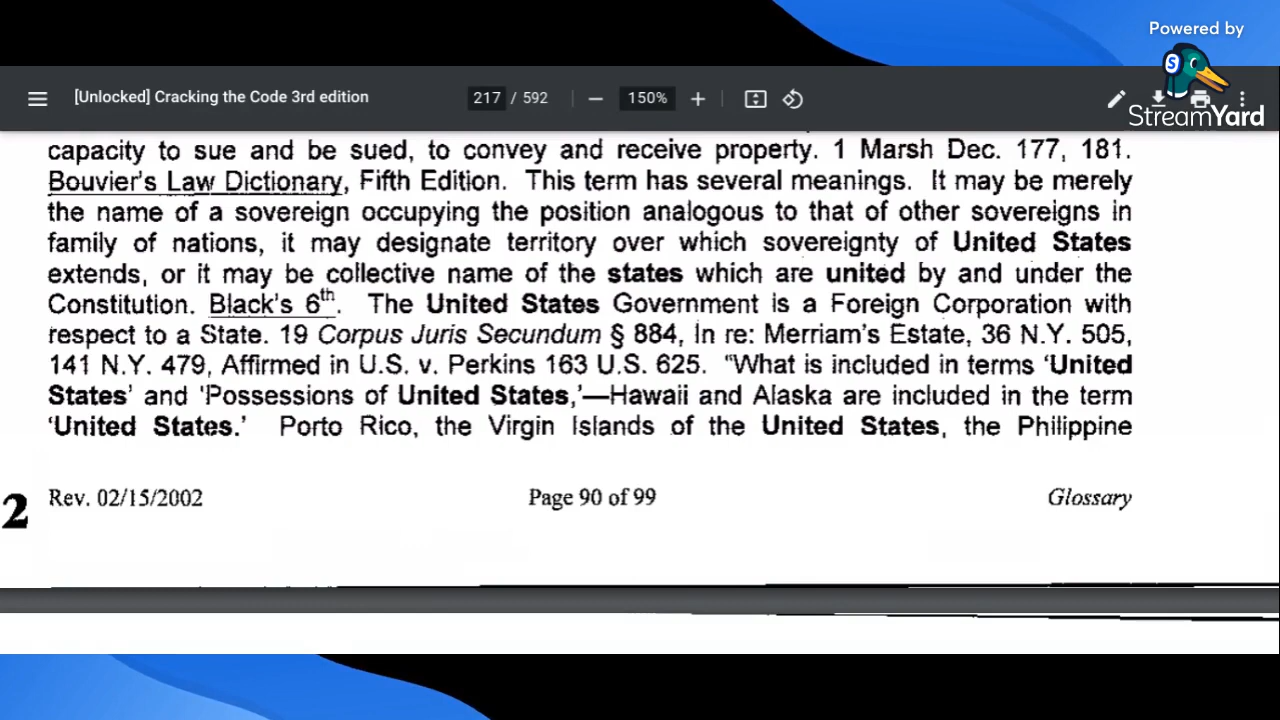 Powered by
StreamYard
[Unlocked] Cracking the Code 3rd edition
217 / 592
150%
capacity to sue and be sued, to convey and receive property. 1 Marsh Dec. 177, 181.
Bouvier's Law Dictionary, Fifth Edition. This term has several meanings. It may be merely
the name of a sovereign occupying the position analogous to that of other sovereigns in
family of nations, it may designate territory over which sovereignty of United States
extends, or it may be collective name of the states which are united by and under the
Constitution. Black's 6th. The United States Government is a Foreign Corporation with
respect to a State. 19 Corpus Juris Secundum § 884, In re: Merriam's Estate, 36 N.Y. 505,
141 N.Y. 479, Affirmed in U.S. v. Perkins 163 U.S. 625. "What is included in terms 'United
States' and 'Possessions of United States,'—Hawaii and Alaska are included in the term
'United States.' Porto Rico, the Virgin Islands of the United States, the Philippine
2
Rev. 02/15/2002
Page 90 of 99
Glossary